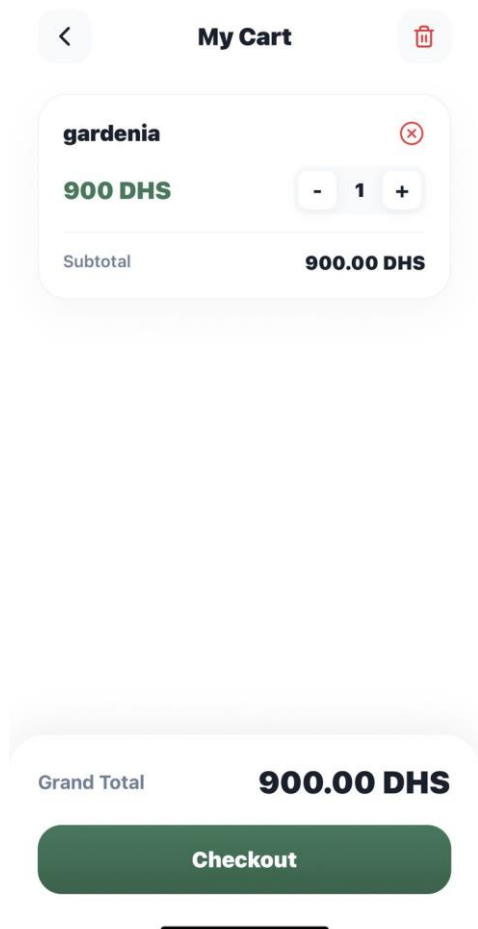 My Cart
gardenia
900 DHS
- 1 +
Subtotal 900.00 DHS
Grand Total 900.00 DHS
Checkout